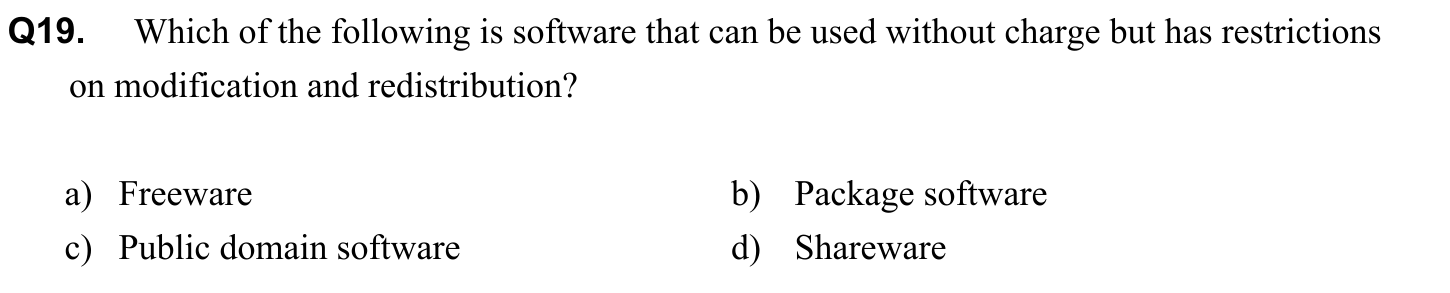 Q19. Which of the following is software that can be used without charge but has restrictions
on modification and redistribution?
a) Freeware b) Package software
c) Public domain software d) Shareware